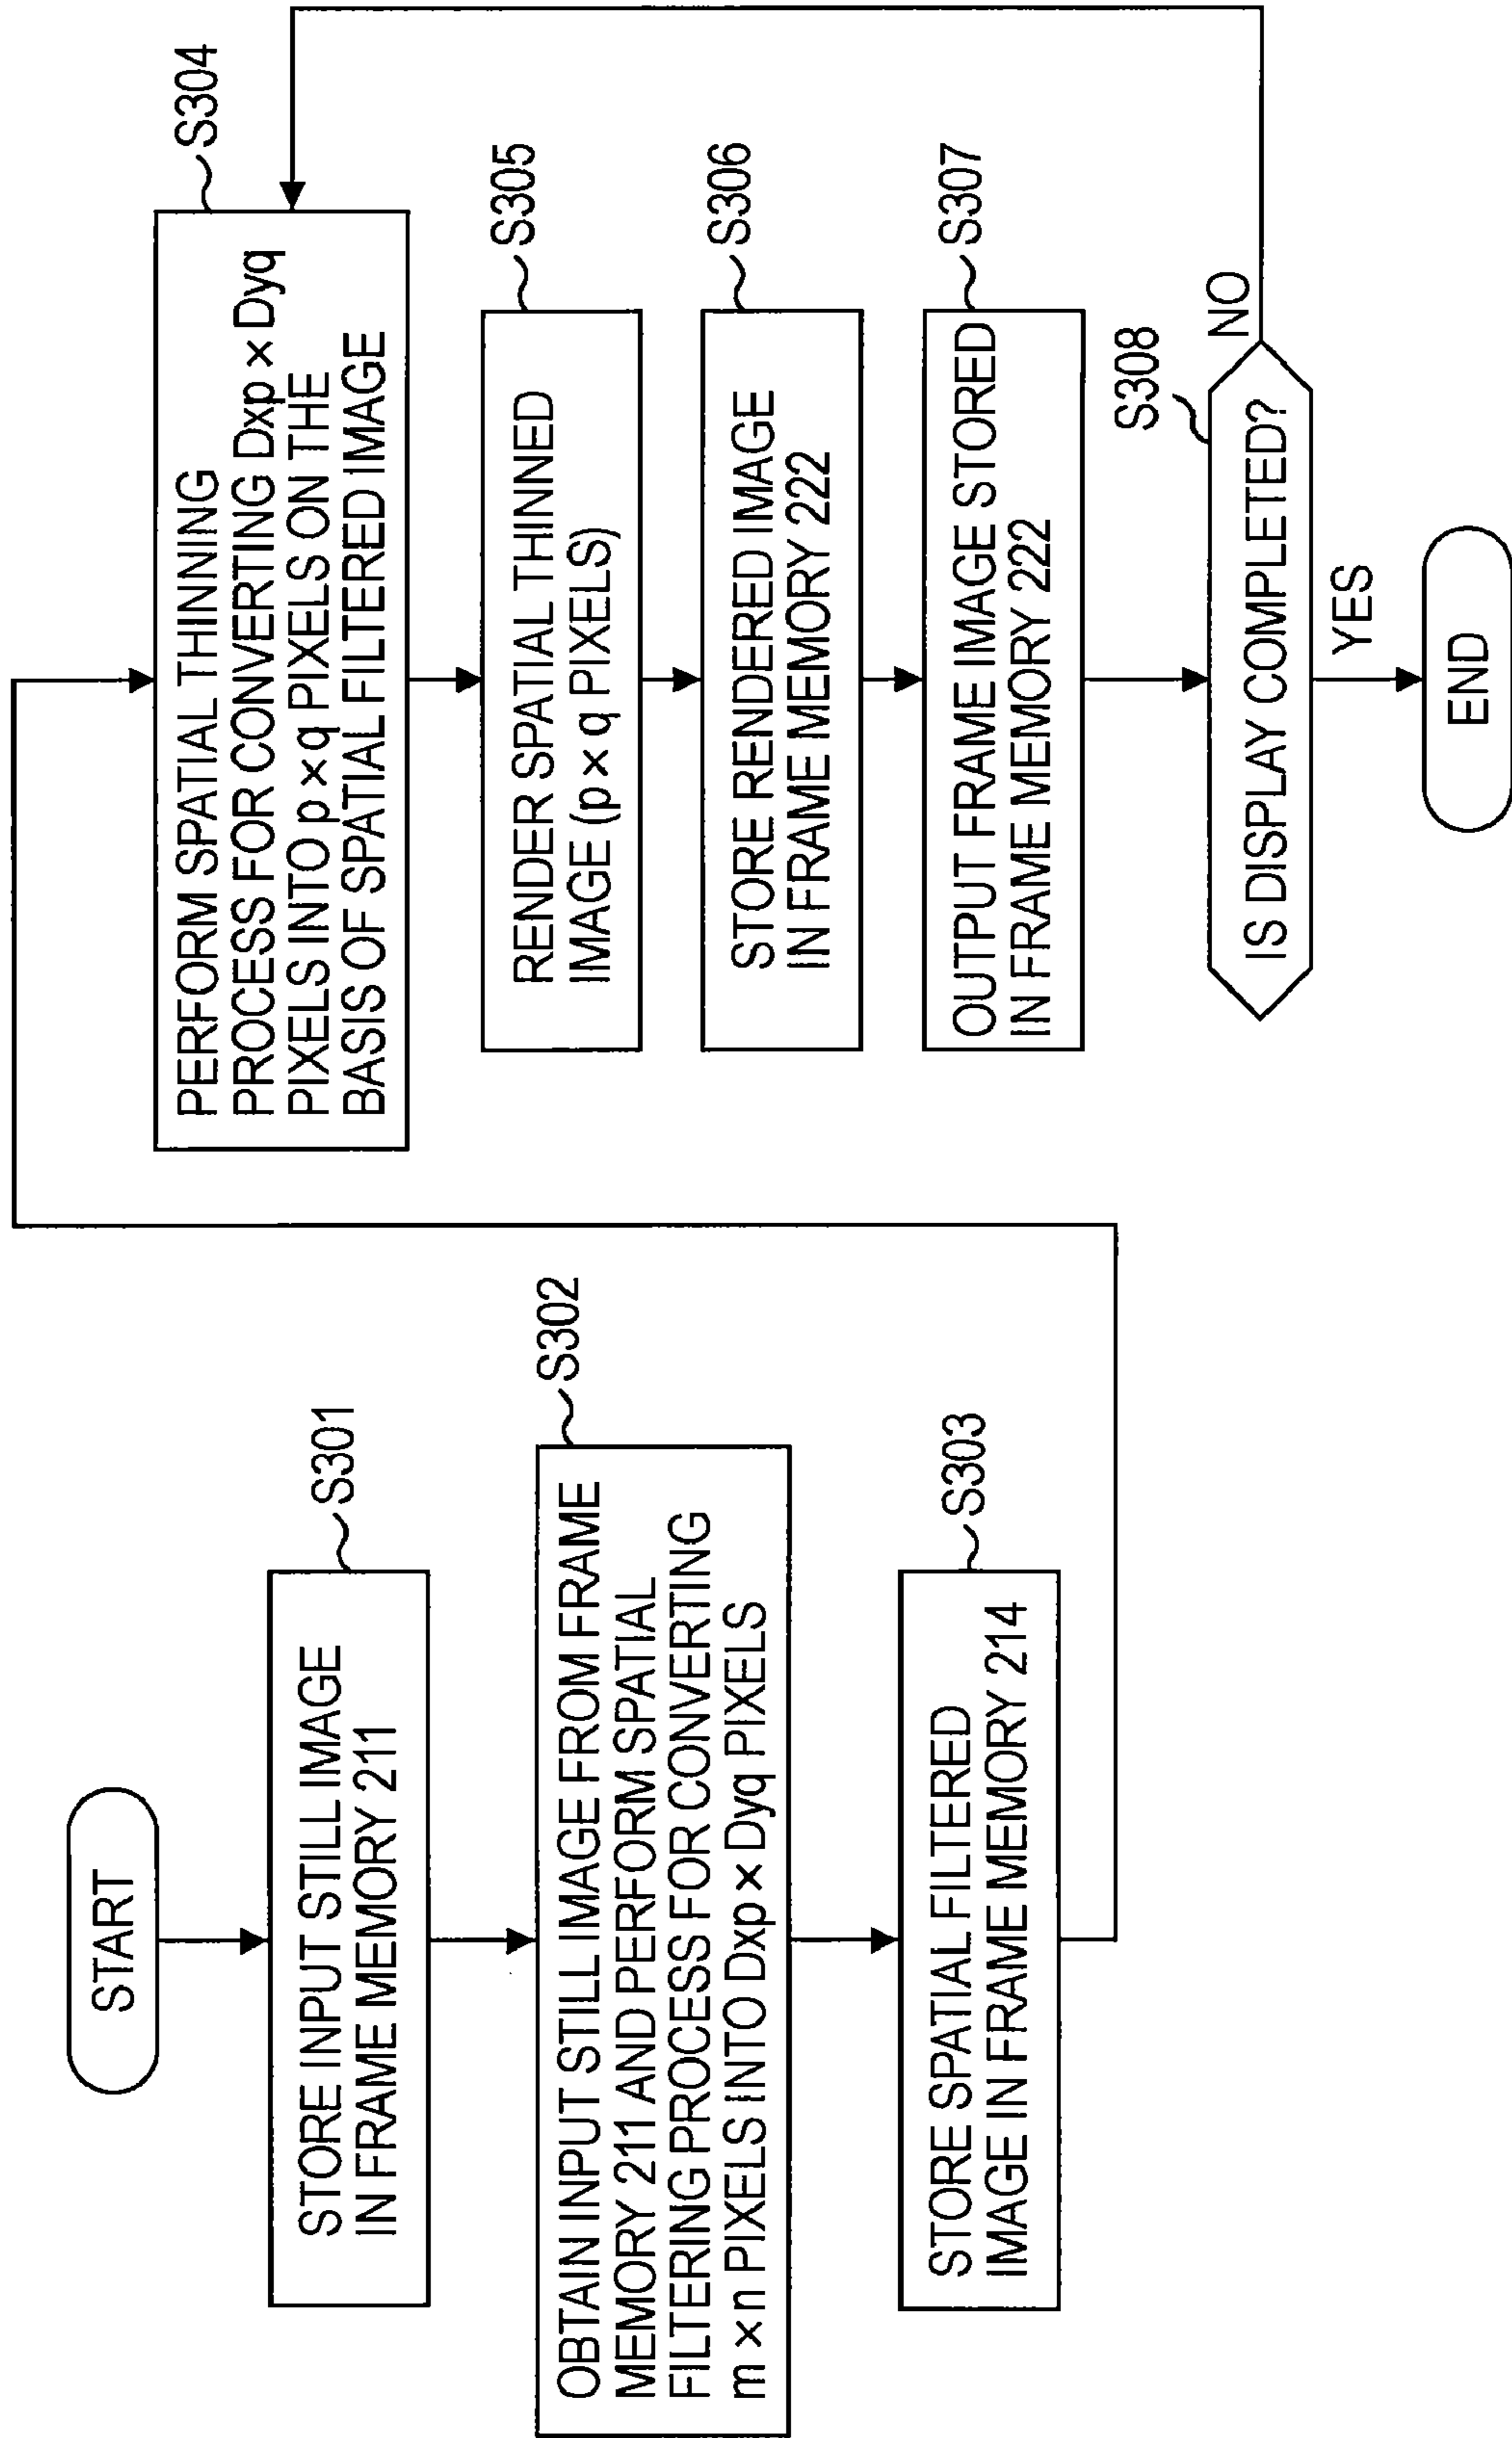 START
S301
STORE INPUT STILL IMAGE
IN FRAME MEMORY 211
S302
OBTAIN INPUT STILL IMAGE FROM FRAME
MEMORY 211 AND PERFORM SPATIAL
FILTERING PROCESS FOR CONVERTING
m × n PIXELS INTO Dxp × Dyq PIXELS
S303
STORE SPATIAL FILTERED
IMAGE IN FRAME MEMORY 214
S304
PERFORM SPATIAL THINNING
PROCESS FOR CONVERTING Dxp × Dyq
PIXELS INTO p × q PIXELS ON THE
BASIS OF SPATIAL FILTERED IMAGE
S305
RENDER SPATIAL THINNED
IMAGE (p × q PIXELS)
S306
STORE RENDERED IMAGE
IN FRAME MEMORY 222
S307
OUTPUT FRAME IMAGE STORED
IN FRAME MEMORY 222
S308
IS DISPLAY COMPLETED?
NO
YES
END